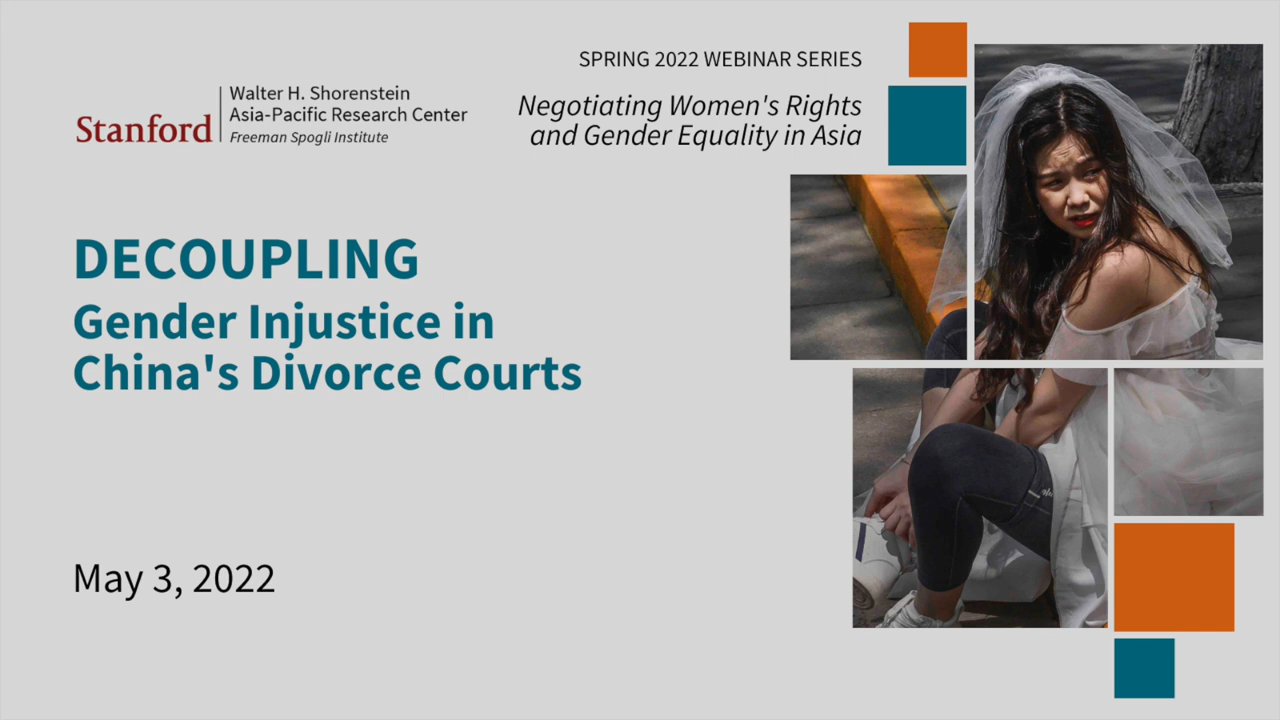 SPRING 2022 WEBINAR SERIES
Negotiating Women's Rights
and Gender Equality in Asia
Stanford
Walter H. Shorenstein
Asia-Pacific Research Center
Freeman Spogli Institute
DECOUPLING
Gender Injustice in
China's Divorce Courts
May 3, 2022